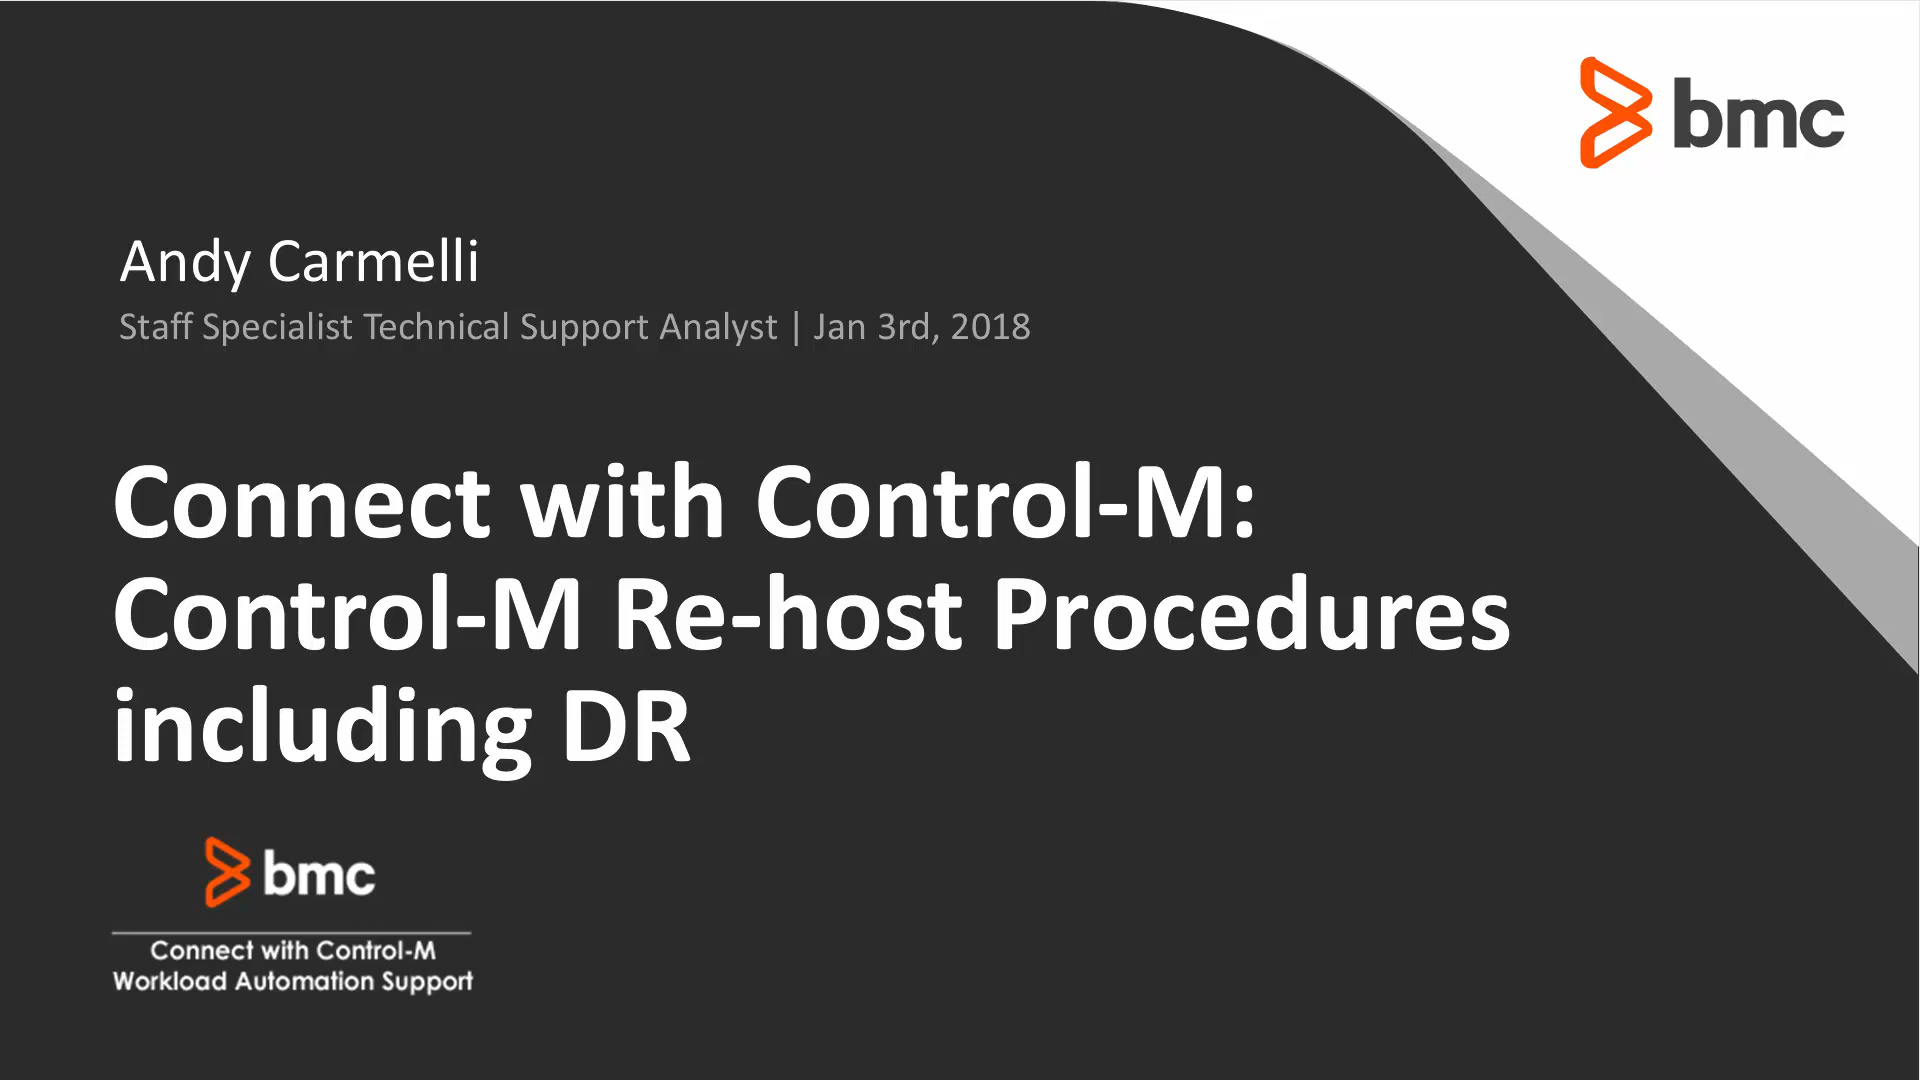 bmc
Andy Carmelli
Staff Specialist Technical Support Analyst | Jan 3rd, 2018
Connect with Control-M:
Control-M Re-host Procedures
including DR
bmc
Connect with Control-M
Workload Automation Support